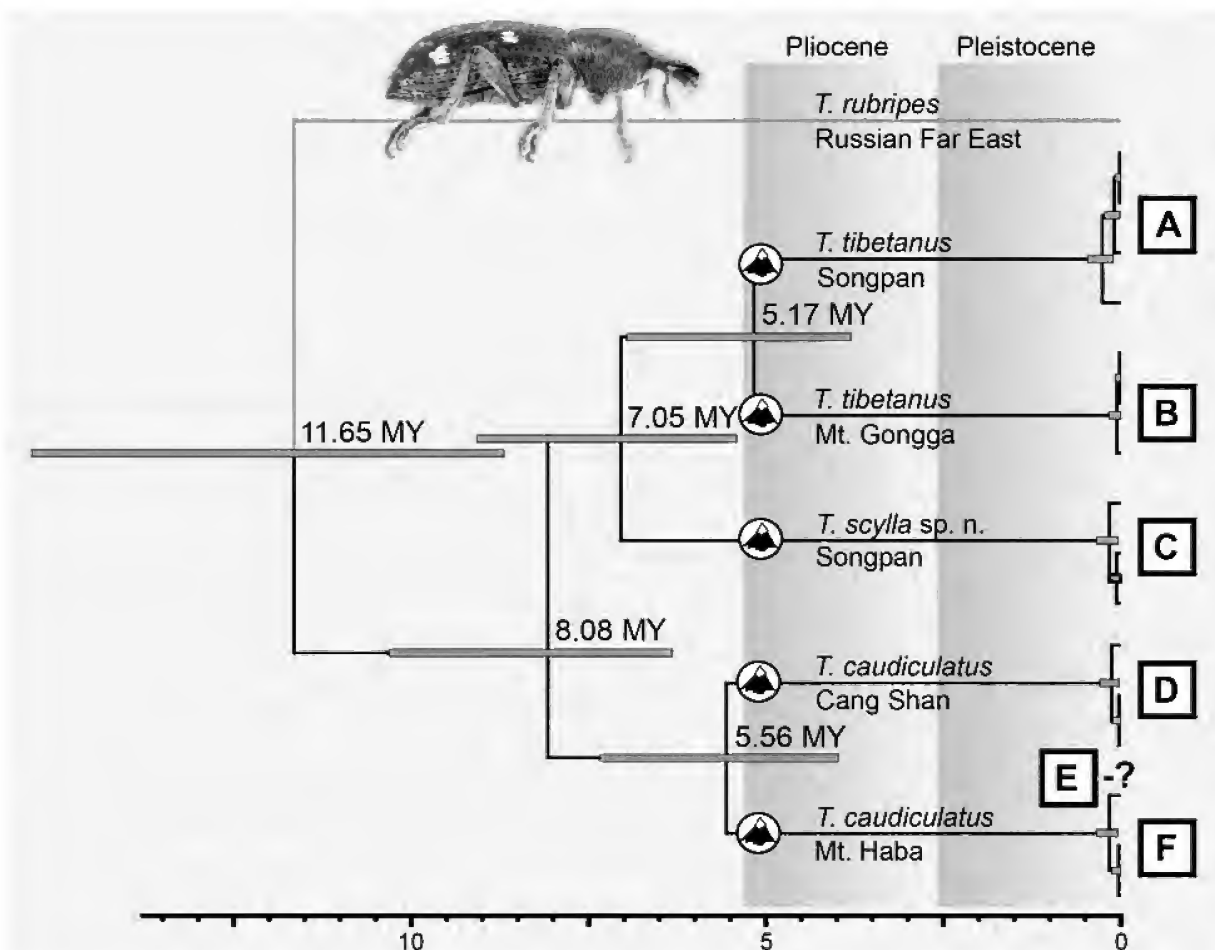 Pliocene Pleistocene
T. rubripes
Russian Far East
A
T. tibetanus
Songpan
5.17 MY
T. tibetanus
Mt. Gongga
B
7.05 MY
11.65 MY
T. scylla sp. n.
Songpan
C
8.08 MY
T. caudiculatus
Cang Shan
D
5.56 MY
E -?
T. caudiculatus
Mt. Haba
F
10 5 0